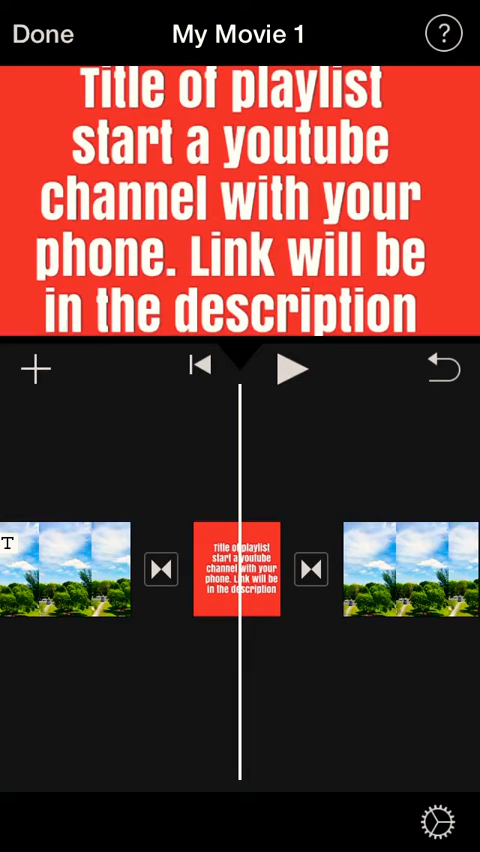 Done
My Movie 1
?
Title of playlist
start a youtube
channel with your
phone. Link will be
in the description
T
Title of playlist
start a youtube
channel with your
phone. Link will be
in the description